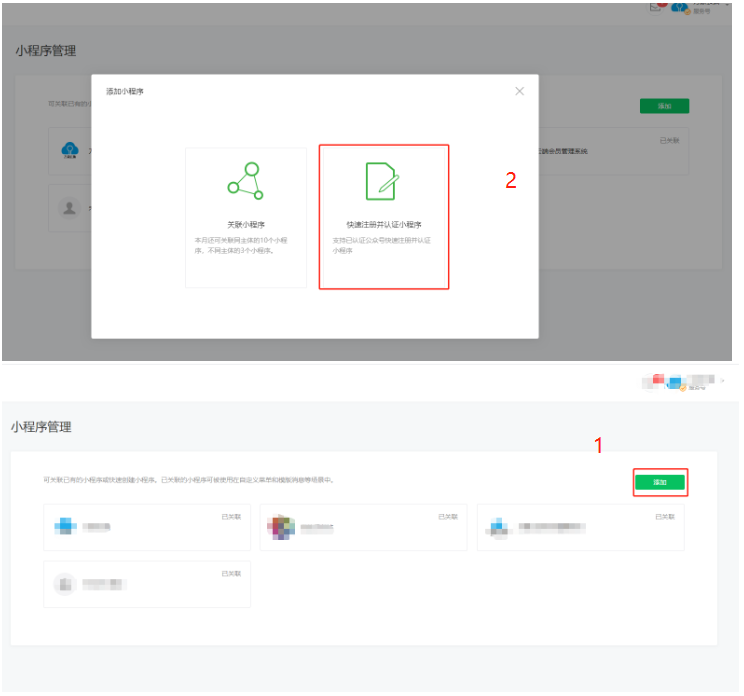 服务号
小程序管理
添加小程序
可关联已有的小
添加
已关联
员管理系统
2
关联小程序
本月还可关联同主体的10个小程
序、不同主体的3个小程序。
快速注册并认证小程序
支持已认证公众号快速注册并认证
小程序
小程序管理
1
可关联已有的小程序或快速创建小程序。已关联的小程序可被使用在自定义菜单和模版消息等场景中。
添加
已关联
已关联
已关联
已关联